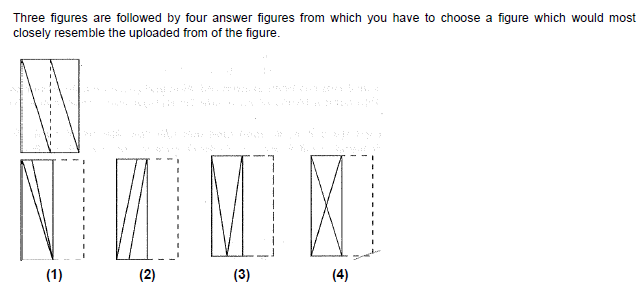 Three figures are followed by four answer figures from which you have to choose a figure which would most
closely resemble the uploaded from of the figure.
(1) (2) (3) (4)